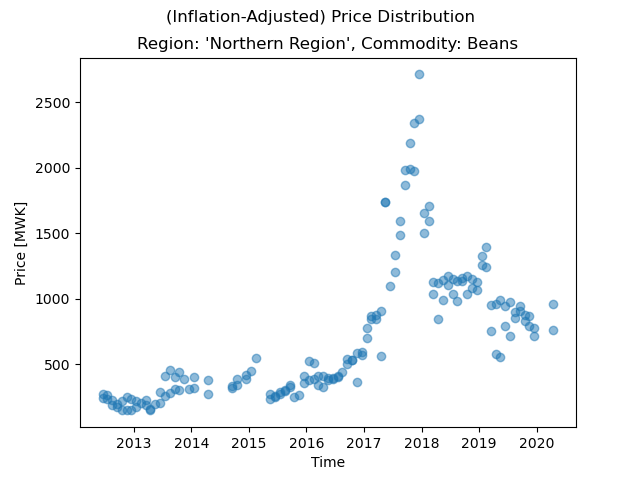 (Inflation-Adjusted) Price Distribution
Region: 'Northern Region', Commodity: Beans
Price [MWK]
2500
2000
1500
1000
500
2013 2014 2015 2016 2017 2018 2019 2020
Time